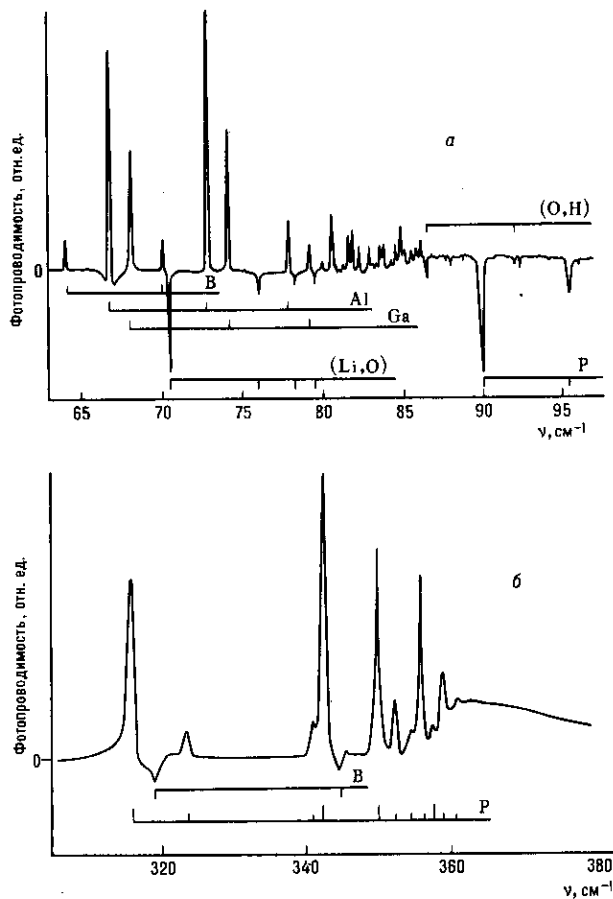 Фотопроводимость, отн.ед.
а
(О,Н)
0
В
Al
Ga
(Li,O)
Р
65 70 75 80 85 90 95
ν, см⁻¹
Фотопроводимость, отн. ед.
б
0
В
Р
320 340 360 380
ν, см⁻¹